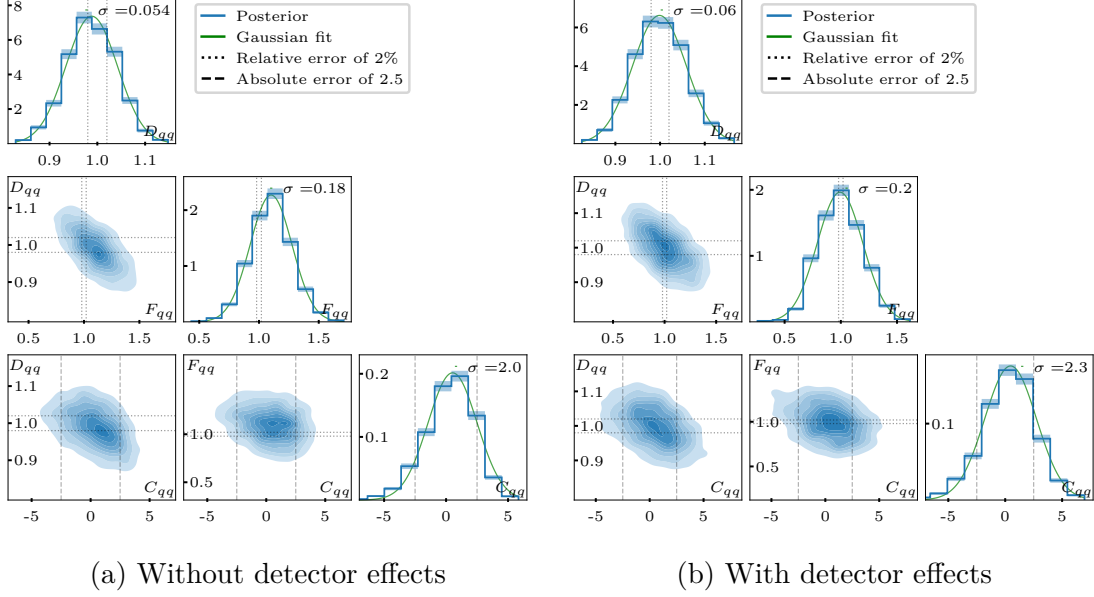 8
6
4
2
σ =0.054
D_qq
0.9 1.0 1.1
Posterior
Gaussian fit
Relative error of 2%
Absolute error of 2.5
D_qq
1.1
1.0
0.9
F_qq
0.5 1.0 1.5
2
1
σ =0.18
F_qq
1.0 1.5
D_qq
1.1
1.0
0.9
C_qq
-5 0 5
F_qq
1.0
0.5
C_qq
-5 0 5
0.2
0.1
σ =2.0
C_qq
-5 0 5
(a) Without detector effects
6
4
2
σ =0.06
D_qq
0.9 1.0 1.1
Posterior
Gaussian fit
Relative error of 2%
Absolute error of 2.5
D_qq
1.1
1.0
0.9
F_qq
0.5 1.0 1.5
2
1
σ =0.2
F_qq
0.5 1.0 1.5
D_qq
1.1
1.0
0.9
C_qq
-5 0 5
F_qq
1.5
1.0
0.5
C_qq
-5 0 5
0.1
σ =2.3
C_qq
-5 0 5
(b) With detector effects